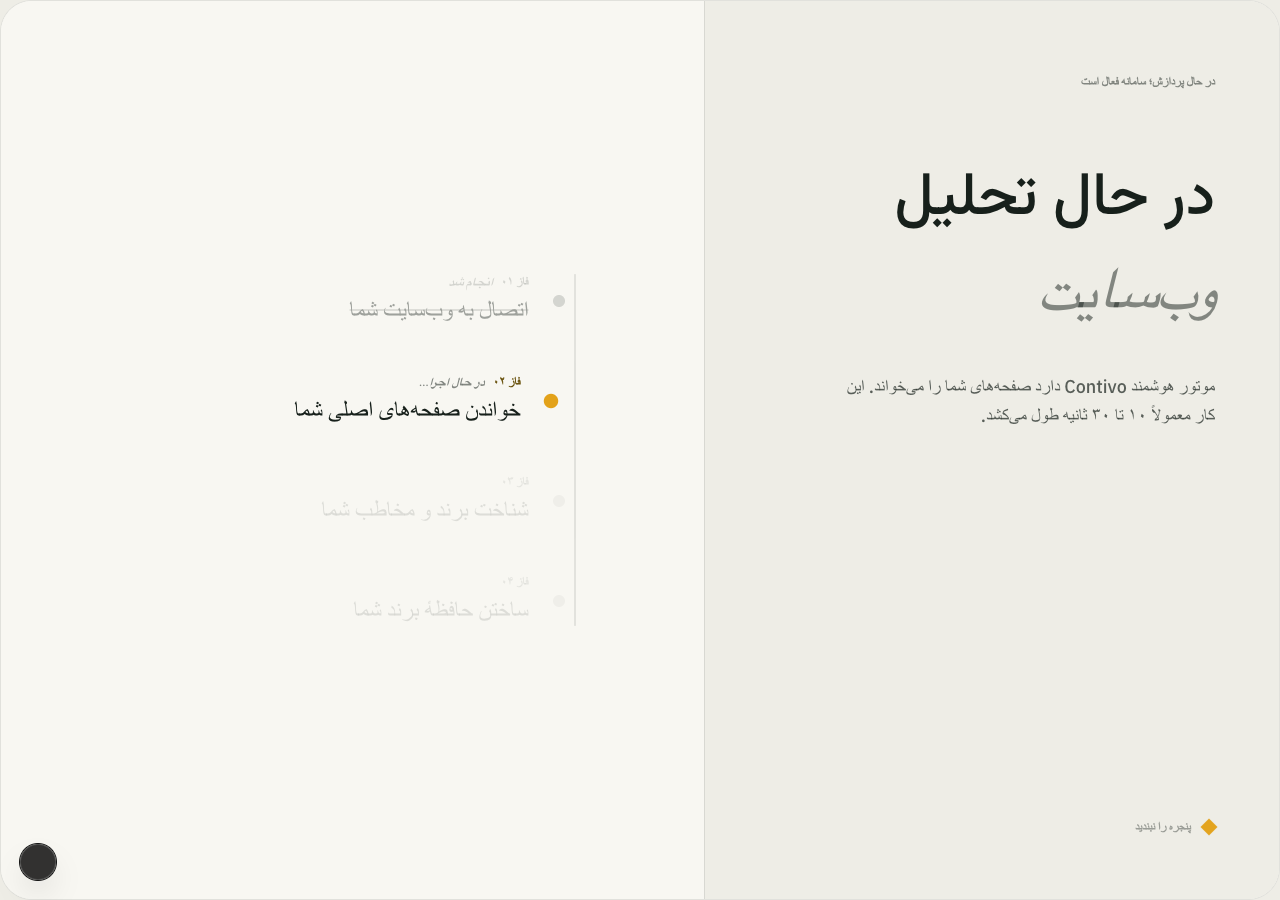 در حال پردازش؛ سامانه فعال است
در حال تحلیل
وب‌سایت
موتور هوشمند Contivo دارد صفحه‌های شما را می‌خواند. این
کار معمولاً ۱۰ تا ۳۰ ثانیه طول می‌کشد.
پنجره را نبندید
فاز ۰۱ انجام شد
اتصال به وب‌سایت شما
فاز ۰۲ در حال اجرا...
خواندن صفحه‌های اصلی شما
فاز ۰۳
شناخت برند و مخاطب شما
فاز ۰۴
ساختن حافظهٔ برند شما